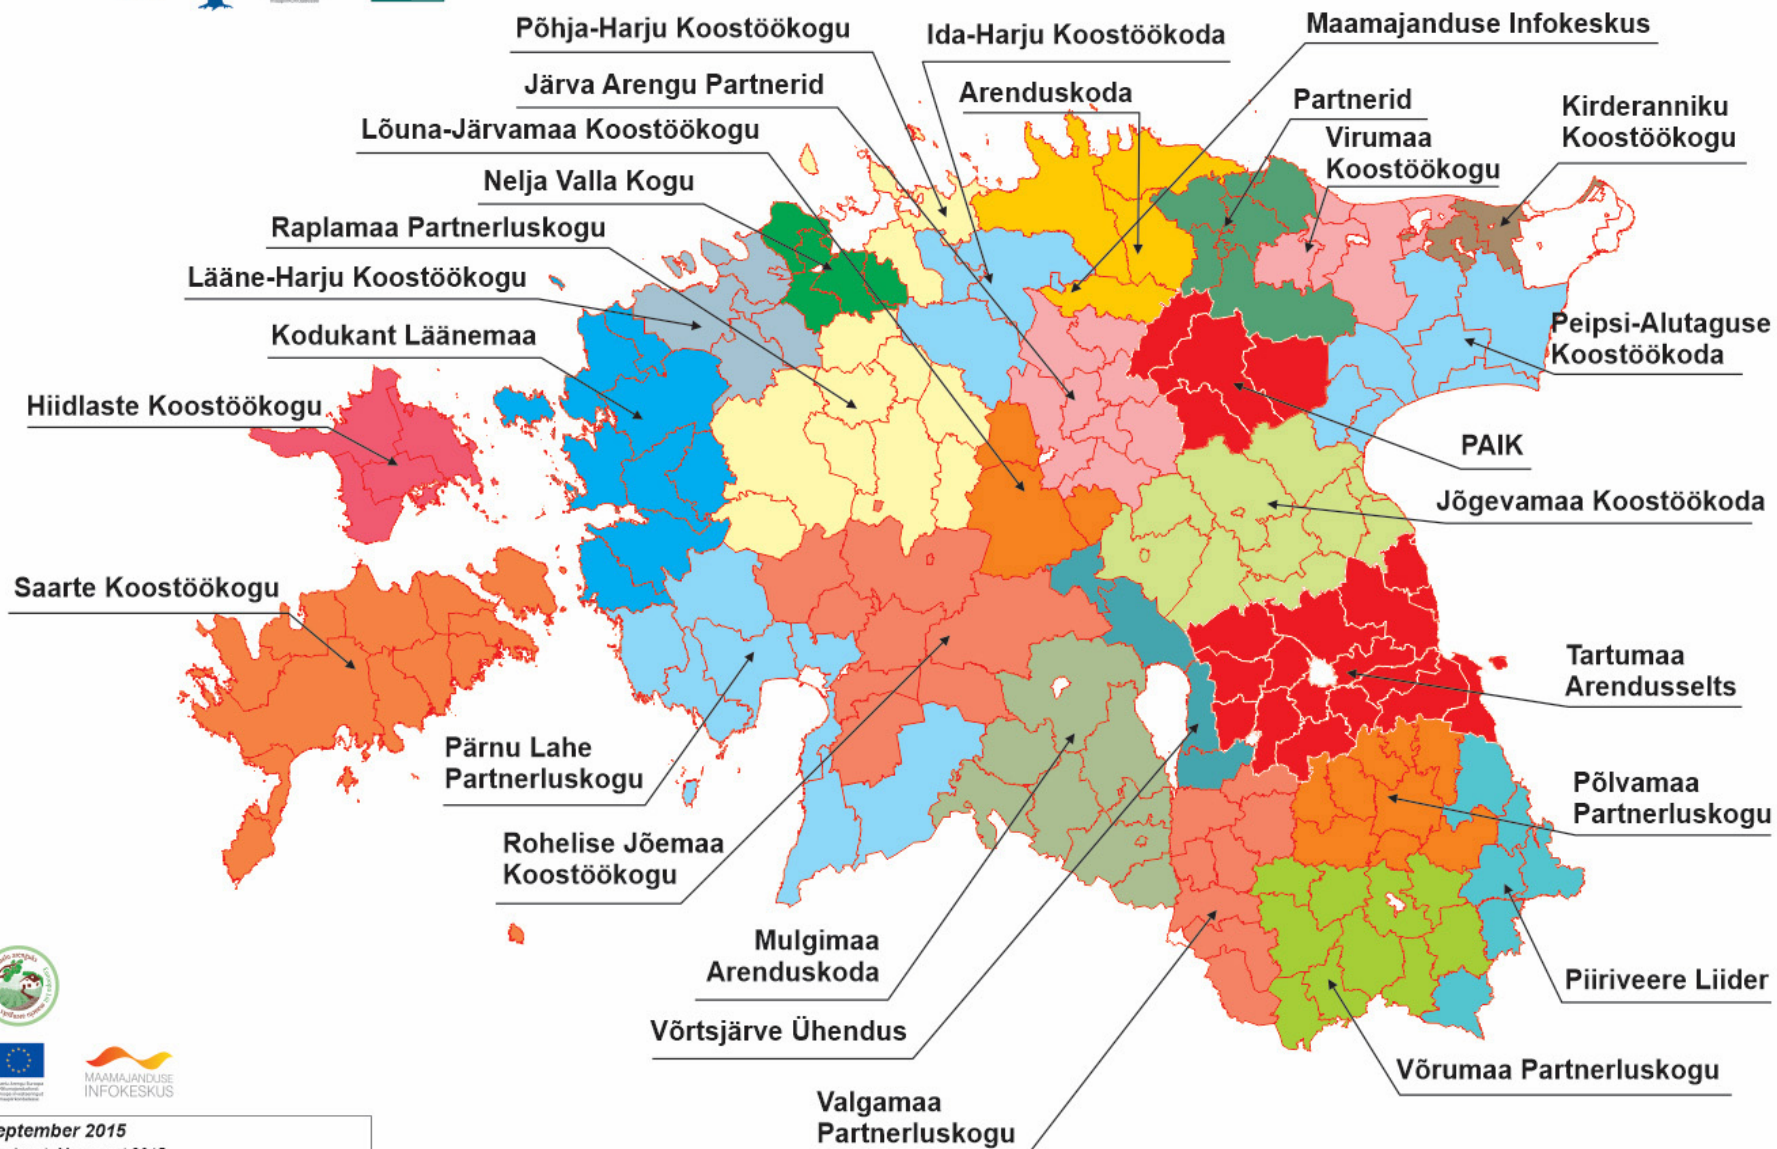 Põhja-Harju Koostöökogu
Ida-Harju Koostöökoda
Maamajanduse Infokeskus
Järva Arengu Partnerid
Arenduskoda
Partnerid
Kirderanniku
Koostöökogu
Lõuna-Järvamaa Koostöökogu
Virumaa
Koostöökogu
Nelja Valla Kogu
Raplamaa Partnerluskogu
Lääne-Harju Koostöökogu
Kodukant Läänemaa
Peipsi-Alutaguse
Koostöökoda
Hiidlaste Koostöökogu
PAIK
Jõgevamaa Koostöökoda
Saarte Koostöökogu
Tartumaa
Arendusselts
Pärnu Lahe
Partnerluskogu
Põlvamaa
Partnerluskogu
Rohelise Jõemaa
Koostöökogu
Mulgimaa
Arenduskoda
Piiriveere Liider
Võrtsjärve Ühendus
Võrumaa Partnerluskogu
Valgamaa
Partnerluskogu
MAAMAJANDUSE
INFOKESKUS
eptember 2015